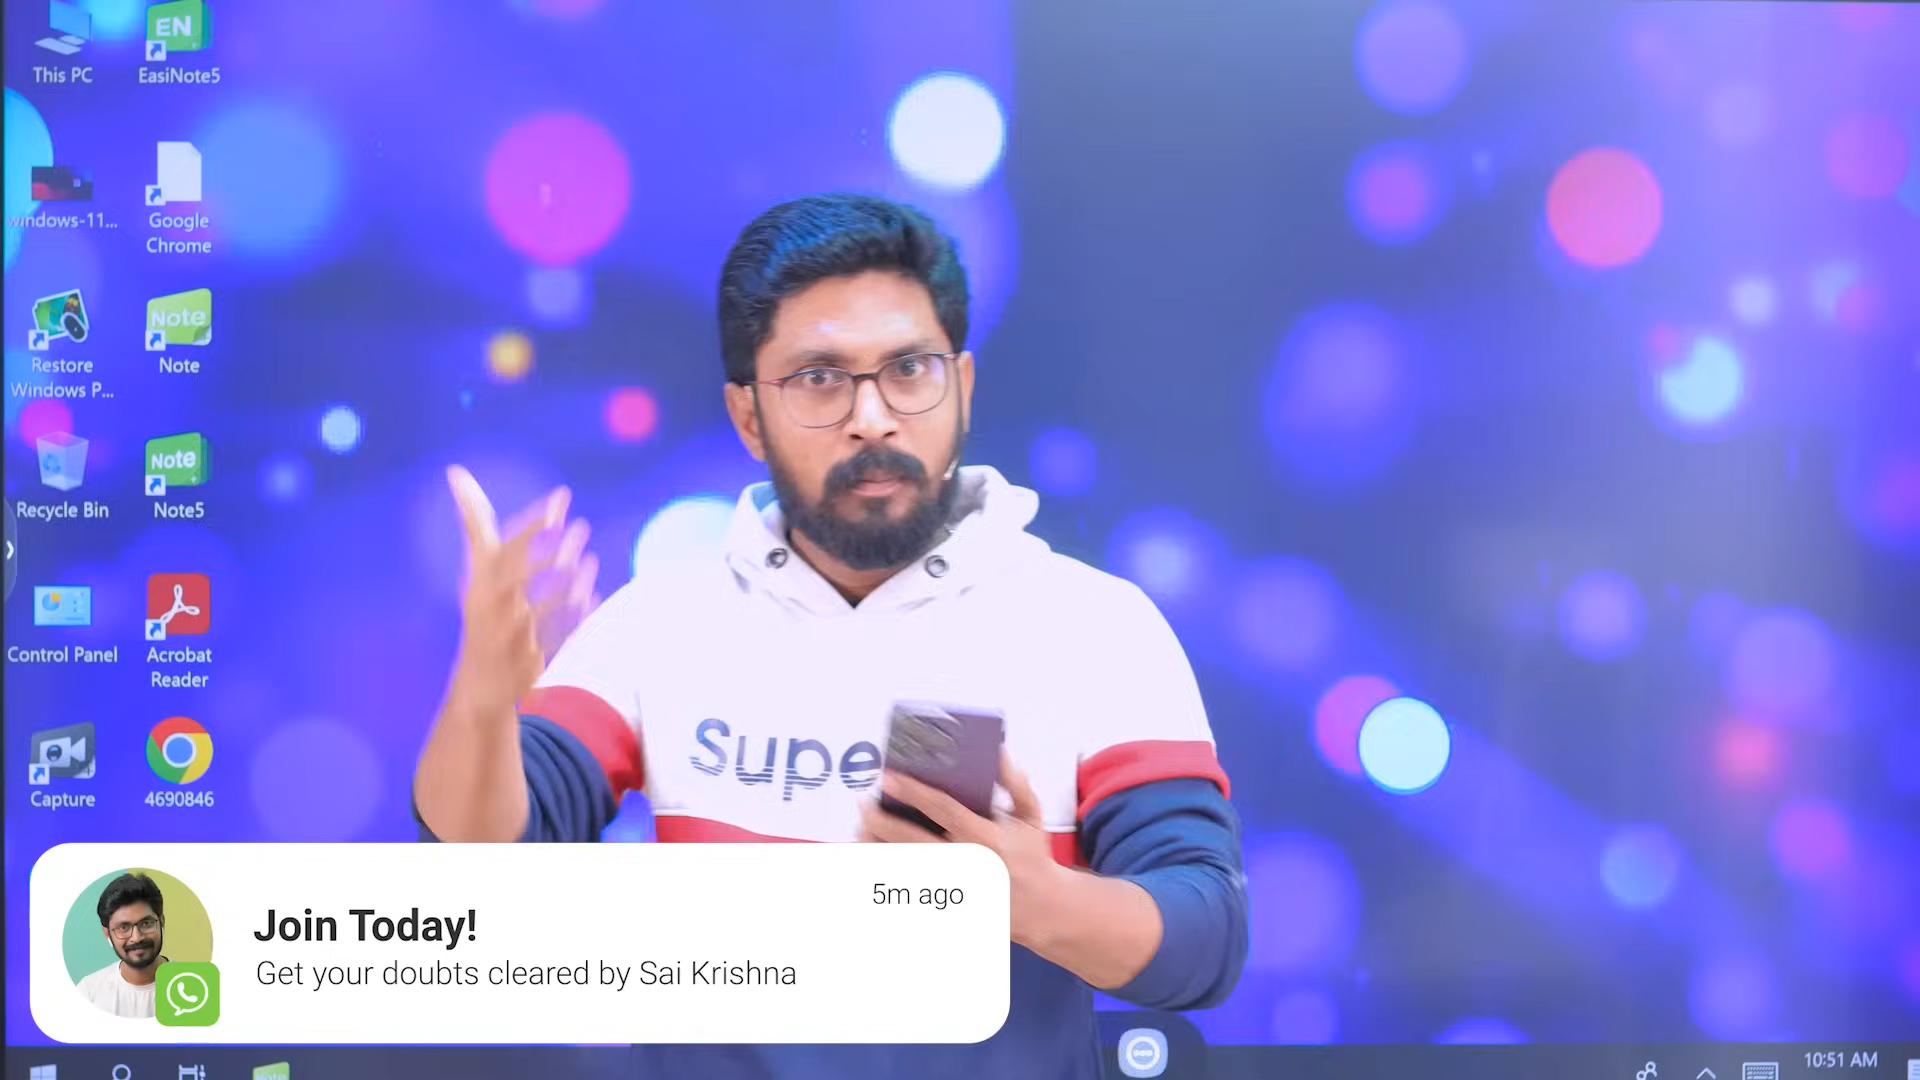 This PC
EN
EasiNote5
windows-11...
Google
Chrome
Restore
Windows P...
Note
Note
Recycle Bin
Note
Note5
Control Panel
Acrobat
Reader
Capture
4690846
Supe
5m ago
Join Today!
Get your doubts cleared by Sai Krishna
10:51 AM